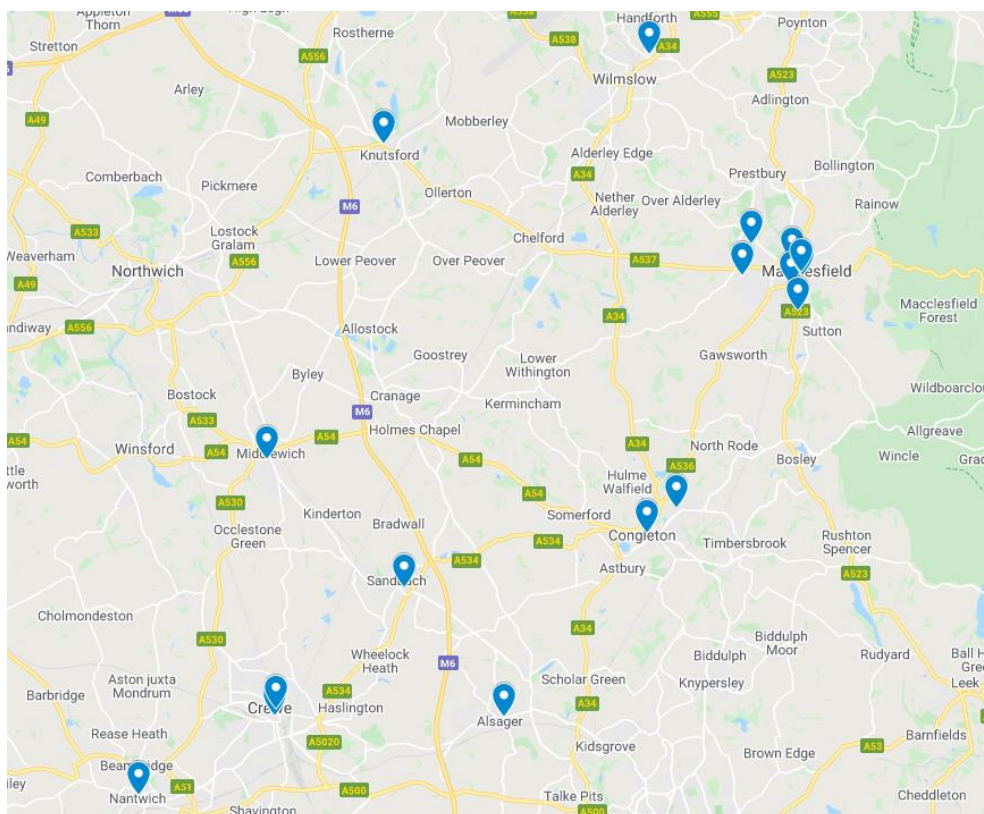 Appleton
Thorn
A556
A538
Handforth
A555
Stretton
Rostherne
A34
Poynton
A538
A556
Wilmslow
A523
Arley
Adlington
A49
Mobberley
Knutsford
Alderley Edge
Bollington
Comberbach
Pickmere
A34
Prestbury
Ollerton
Nether
Alderley
Over Alderley
Rainow
M6
A533
Lostock
Gralam
Chelford
Weaverham
Northwich
A556
Lower Peover
Over Peover
A537
Macclesfield
A49
Macclesfield
Forest
A556
A34
A523
Sutton
Allostock
Goostrey
Lower
Withington
Gawsworth
Byley
Bostock
Cranage
Kermincham
A533
M6
Holmes Chapel
Allgreave
A54
Winsford
A54
Middlewich
A54
A54
A34
North Rode
Bosley
Wincle
A536
Hulme
Walfield
A530
Kinderton
Bradwall
A54
Somerford
Occlestone
Green
A534
A534
Congleton
Timbersbrook
Rushton
Spencer
Astbury
Sandbach
A523
Cholmondeston
A530
A34
Biddulph
Moor
Wheelock
Heath
M6
Biddulph
Rudyard
Aston juxta
Mondrum
Scholar Green
Knypersley
Leek
Barbridge
A534
A34
Crewe
Haslington
Alsager
Rease Heath
A5020
Kidsgrove
Barnfields
Brown Edge
A53
A51
Nantwich
A500
Talke Pits
Cheddleton
Shavington
A500